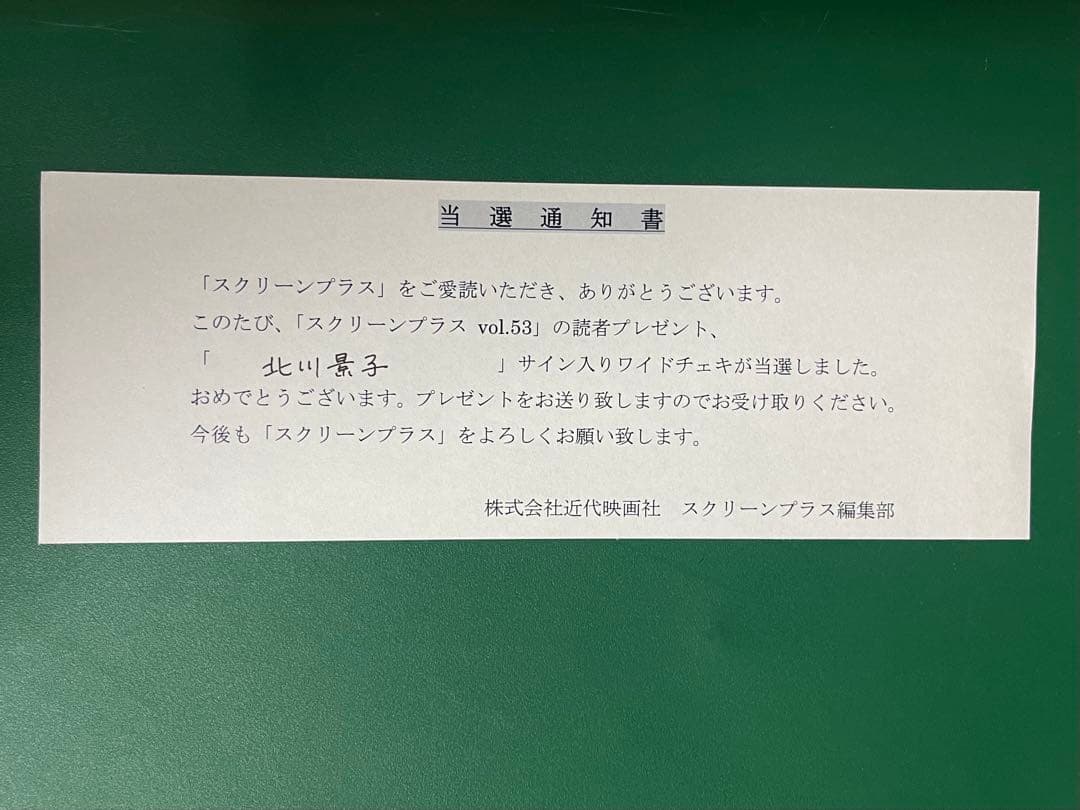 当選通知書
「スクリーンプラス」をご愛読いただき、ありがとうございます。
このたび、「スクリーンプラス vol.53」の読者プレゼント、
「 北川景子 」サイン入りワイドチェキが当選しました。
おめでとうございます。プレゼントをお送り致しますのでお受け取りください。
今後も「スクリーンプラス」をよろしくお願い致します。
株式会社近代映画社 スクリーンプラス編集部